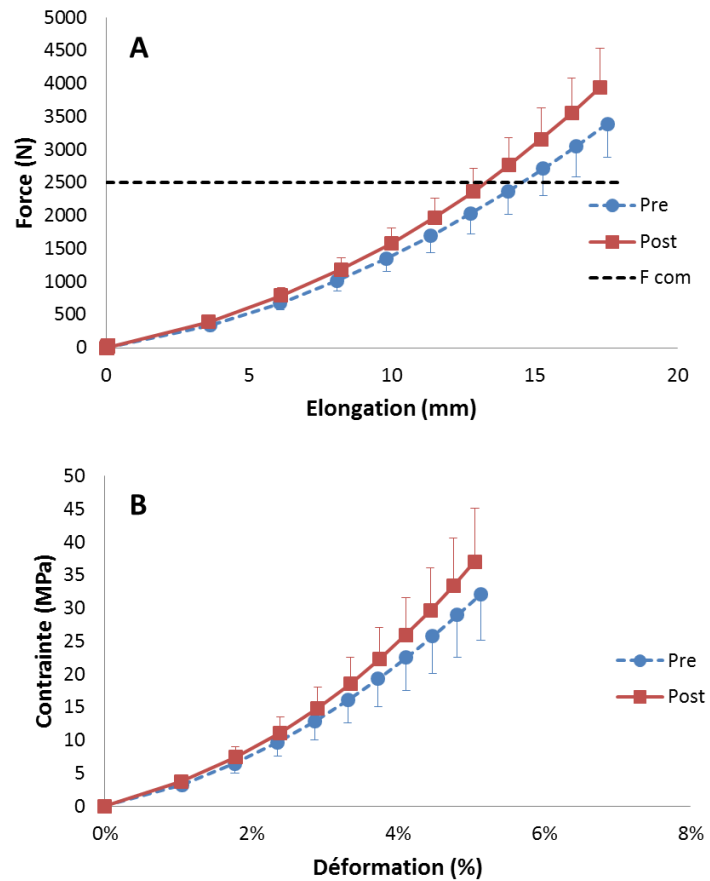 A
5000
4500
4000
3500
3000
2500
2000
1500
1000
500
0
Force (N)
0 5 10 15 20
Elongation (mm)
Pre
Post
F com
B
50
45
40
35
30
25
20
15
10
5
0
Contrainte (MPa)
0% 2% 4% 6% 8%
Déformation (%)
Pre
Post